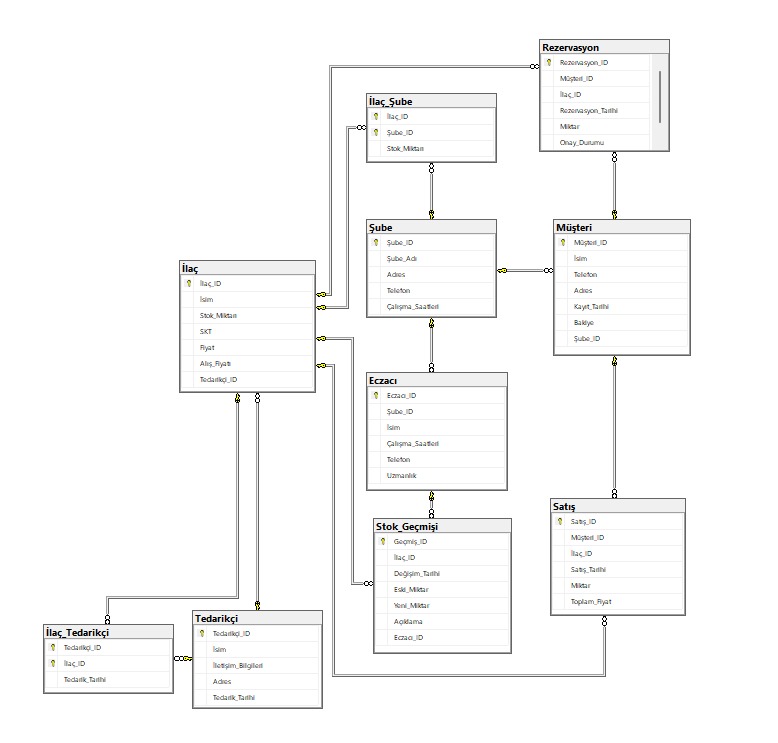 Rezervasyon
Rezervasyon_ID
Müşteri_ID
İlaç_ID
Rezervasyon_Tarihi
Miktar
Onay_Durumu
İlaç_Şube
İlaç_ID
Şube_ID
Stok_Miktarı
Şube
Şube_ID
Şube_Adı
Adres
Telefon
Çalışma_Saatleri
Müşteri
Müşteri_ID
İsim
Telefon
Adres
Kayıt_Tarihi
Bakiye
Şube_ID
İlaç
İlaç_ID
İsim
Stok_Miktarı
SKT
Fiyat
Alış_Fiyatı
Tedarikçi_ID
Eczacı
Eczacı_ID
Şube_ID
İsim
Çalışma_Saatleri
Telefon
Uzmanlık
Satış
Satış_ID
Müşteri_ID
İlaç_ID
Satış_Tarihi
Miktar
Toplam_Fiyat
Stok_Geçmişi
Geçmiş_ID
İlaç_ID
Değişim_Tarihi
Eski_Miktar
Yeni_Miktar
Açıklama
Eczacı_ID
İlaç_Tedarikçi
Tedarikçi_ID
İlaç_ID
Tedarik_Tarihi
Tedarikçi
Tedarikçi_ID
İsim
İletişim_Bilgileri
Adres
Tedarik_Tarihi